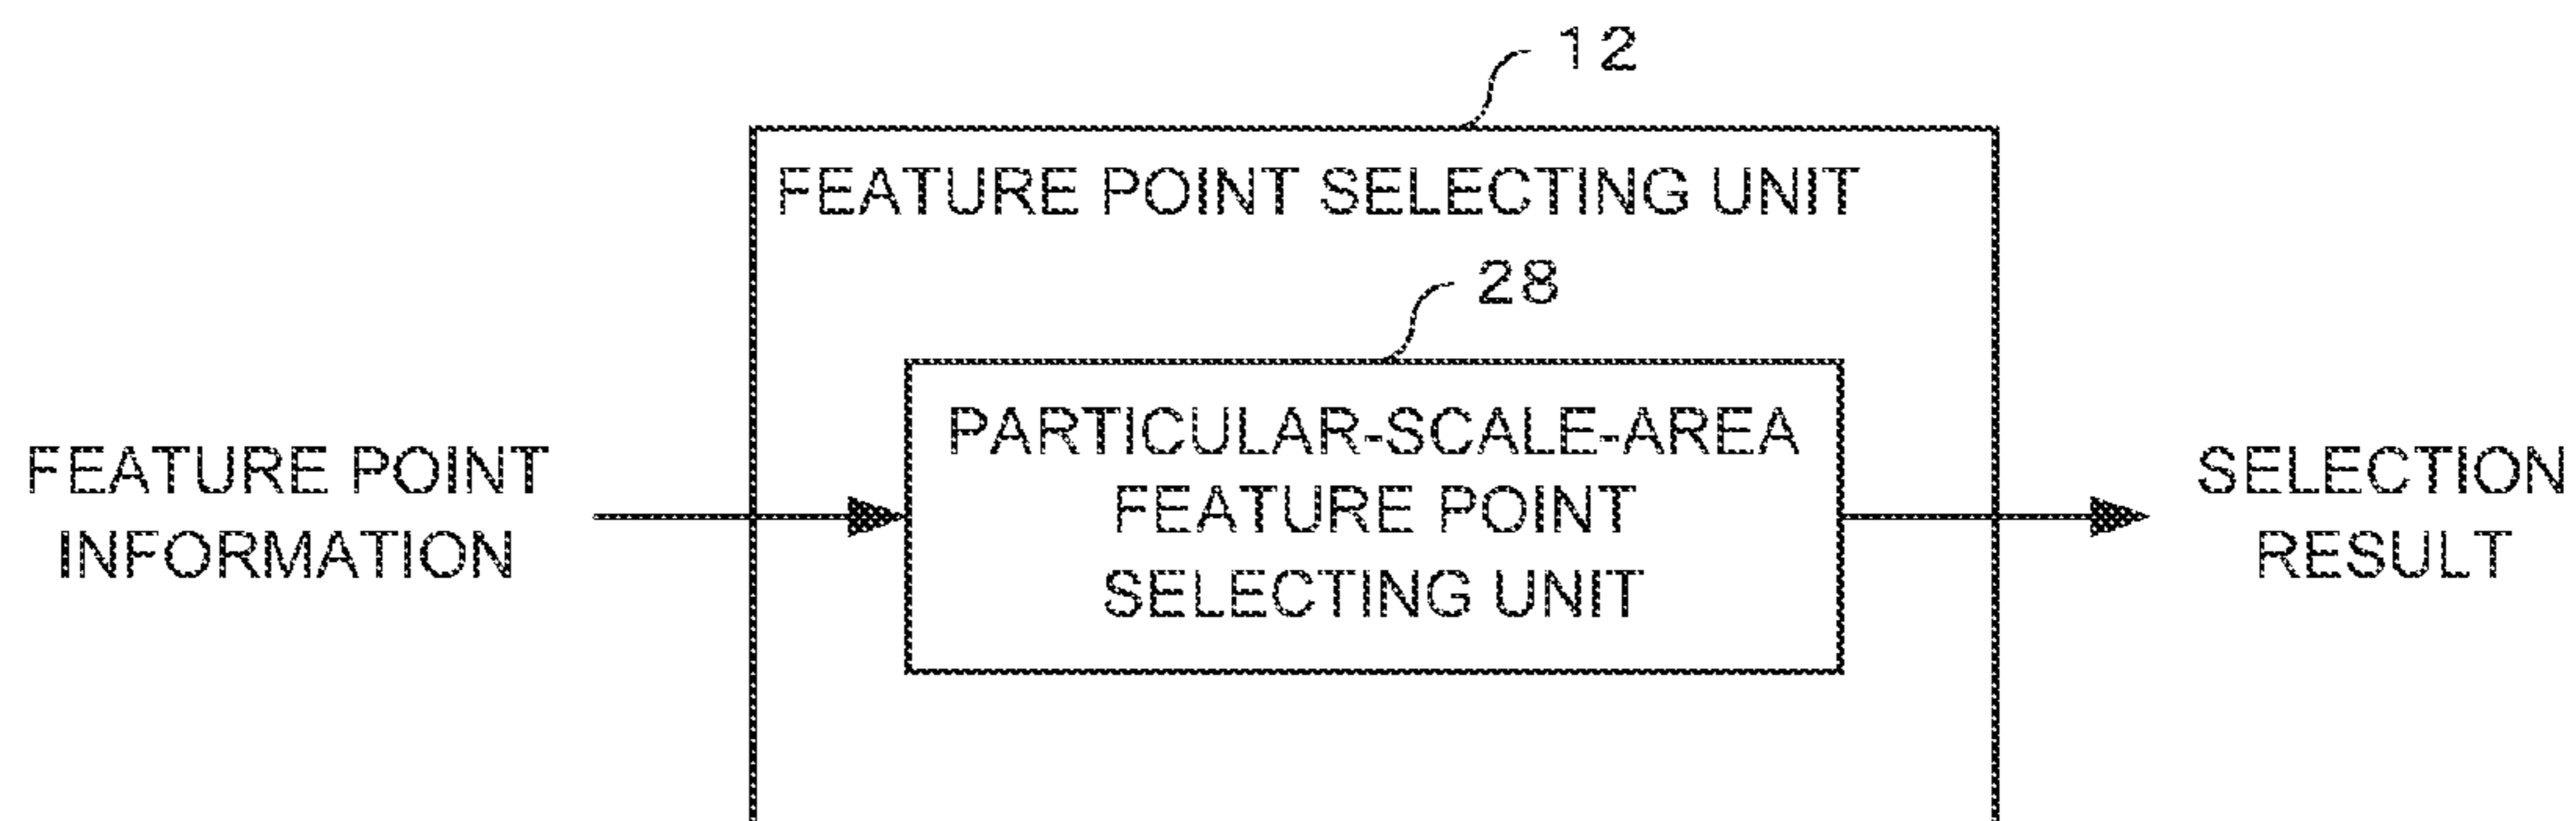 12
FEATURE POINT SELECTING UNIT
28
PARTICULAR-SCALE-AREA
FEATURE POINT
SELECTING UNIT
FEATURE POINT
INFORMATION
SELECTION
RESULT